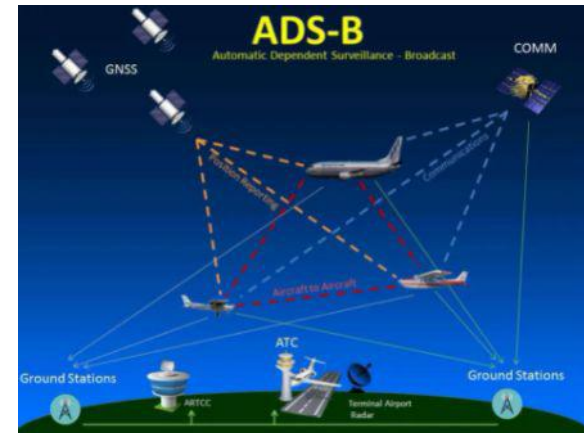 ADS-B
Automatic Dependent Surveillance - Broadcast
GNSS
COMM
Position Reporting
Communications
Aircraft to Aircraft
ATC
Ground Stations
Ground Stations
ARTCC
Terminal Airport
Radar